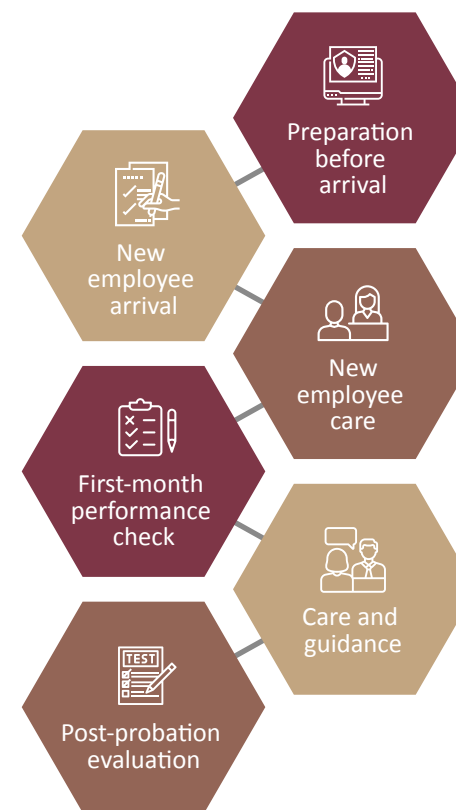 Preparation
before
arrival
New
employee
arrival
New
employee
care
First-month
performance
check
Care and
guidance
TEST
Post-probation
evaluation